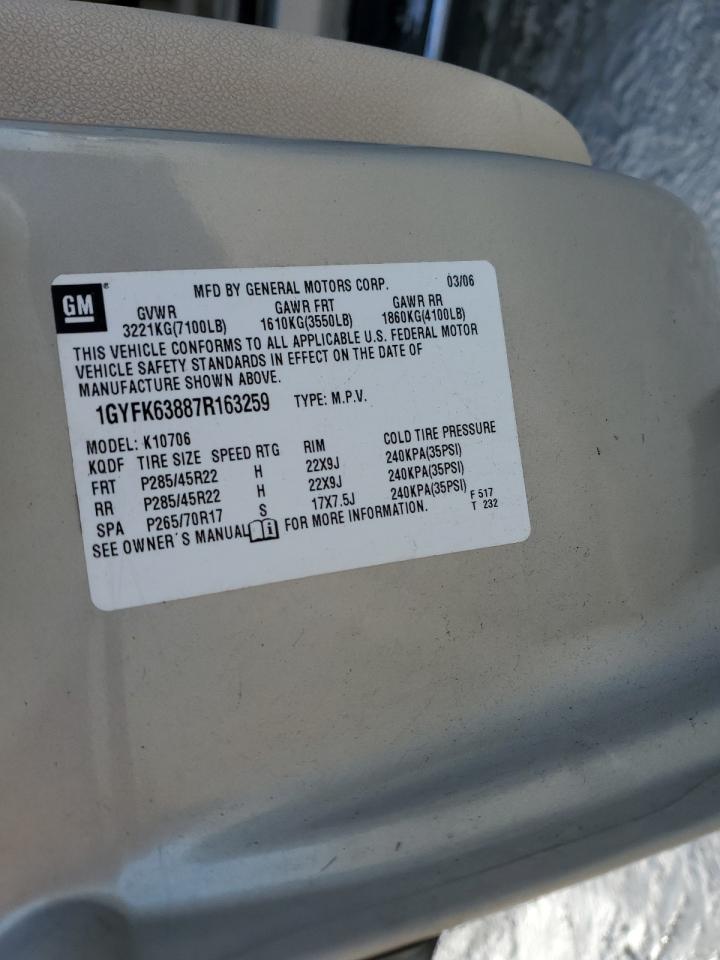 GM ® MFD BY GENERAL MOTORS CORP. 03/06
GVWR GAWR FRT GAWR RR
3221KG(7100LB) 1610KG(3550LB) 1860KG(4100LB)
THIS VEHICLE CONFORMS TO ALL APPLICABLE U.S. FEDERAL MOTOR
VEHICLE SAFETY STANDARDS IN EFFECT ON THE DATE OF
MANUFACTURE SHOWN ABOVE.
1GYFK63887R163259 TYPE: M.P.V.
MODEL: K10706
KQDF TIRE SIZE SPEED RTG RIM COLD TIRE PRESSURE
FRT P285/45R22 H 22X9J 240KPA(35PSI)
RR P285/45R22 H 22X9J 240KPA(35PSI)
SPA P265/70R17 S 17X7.5J 240KPA(35PSI) F 517
SEE OWNER'S MANUAL FOR MORE INFORMATION. T 232